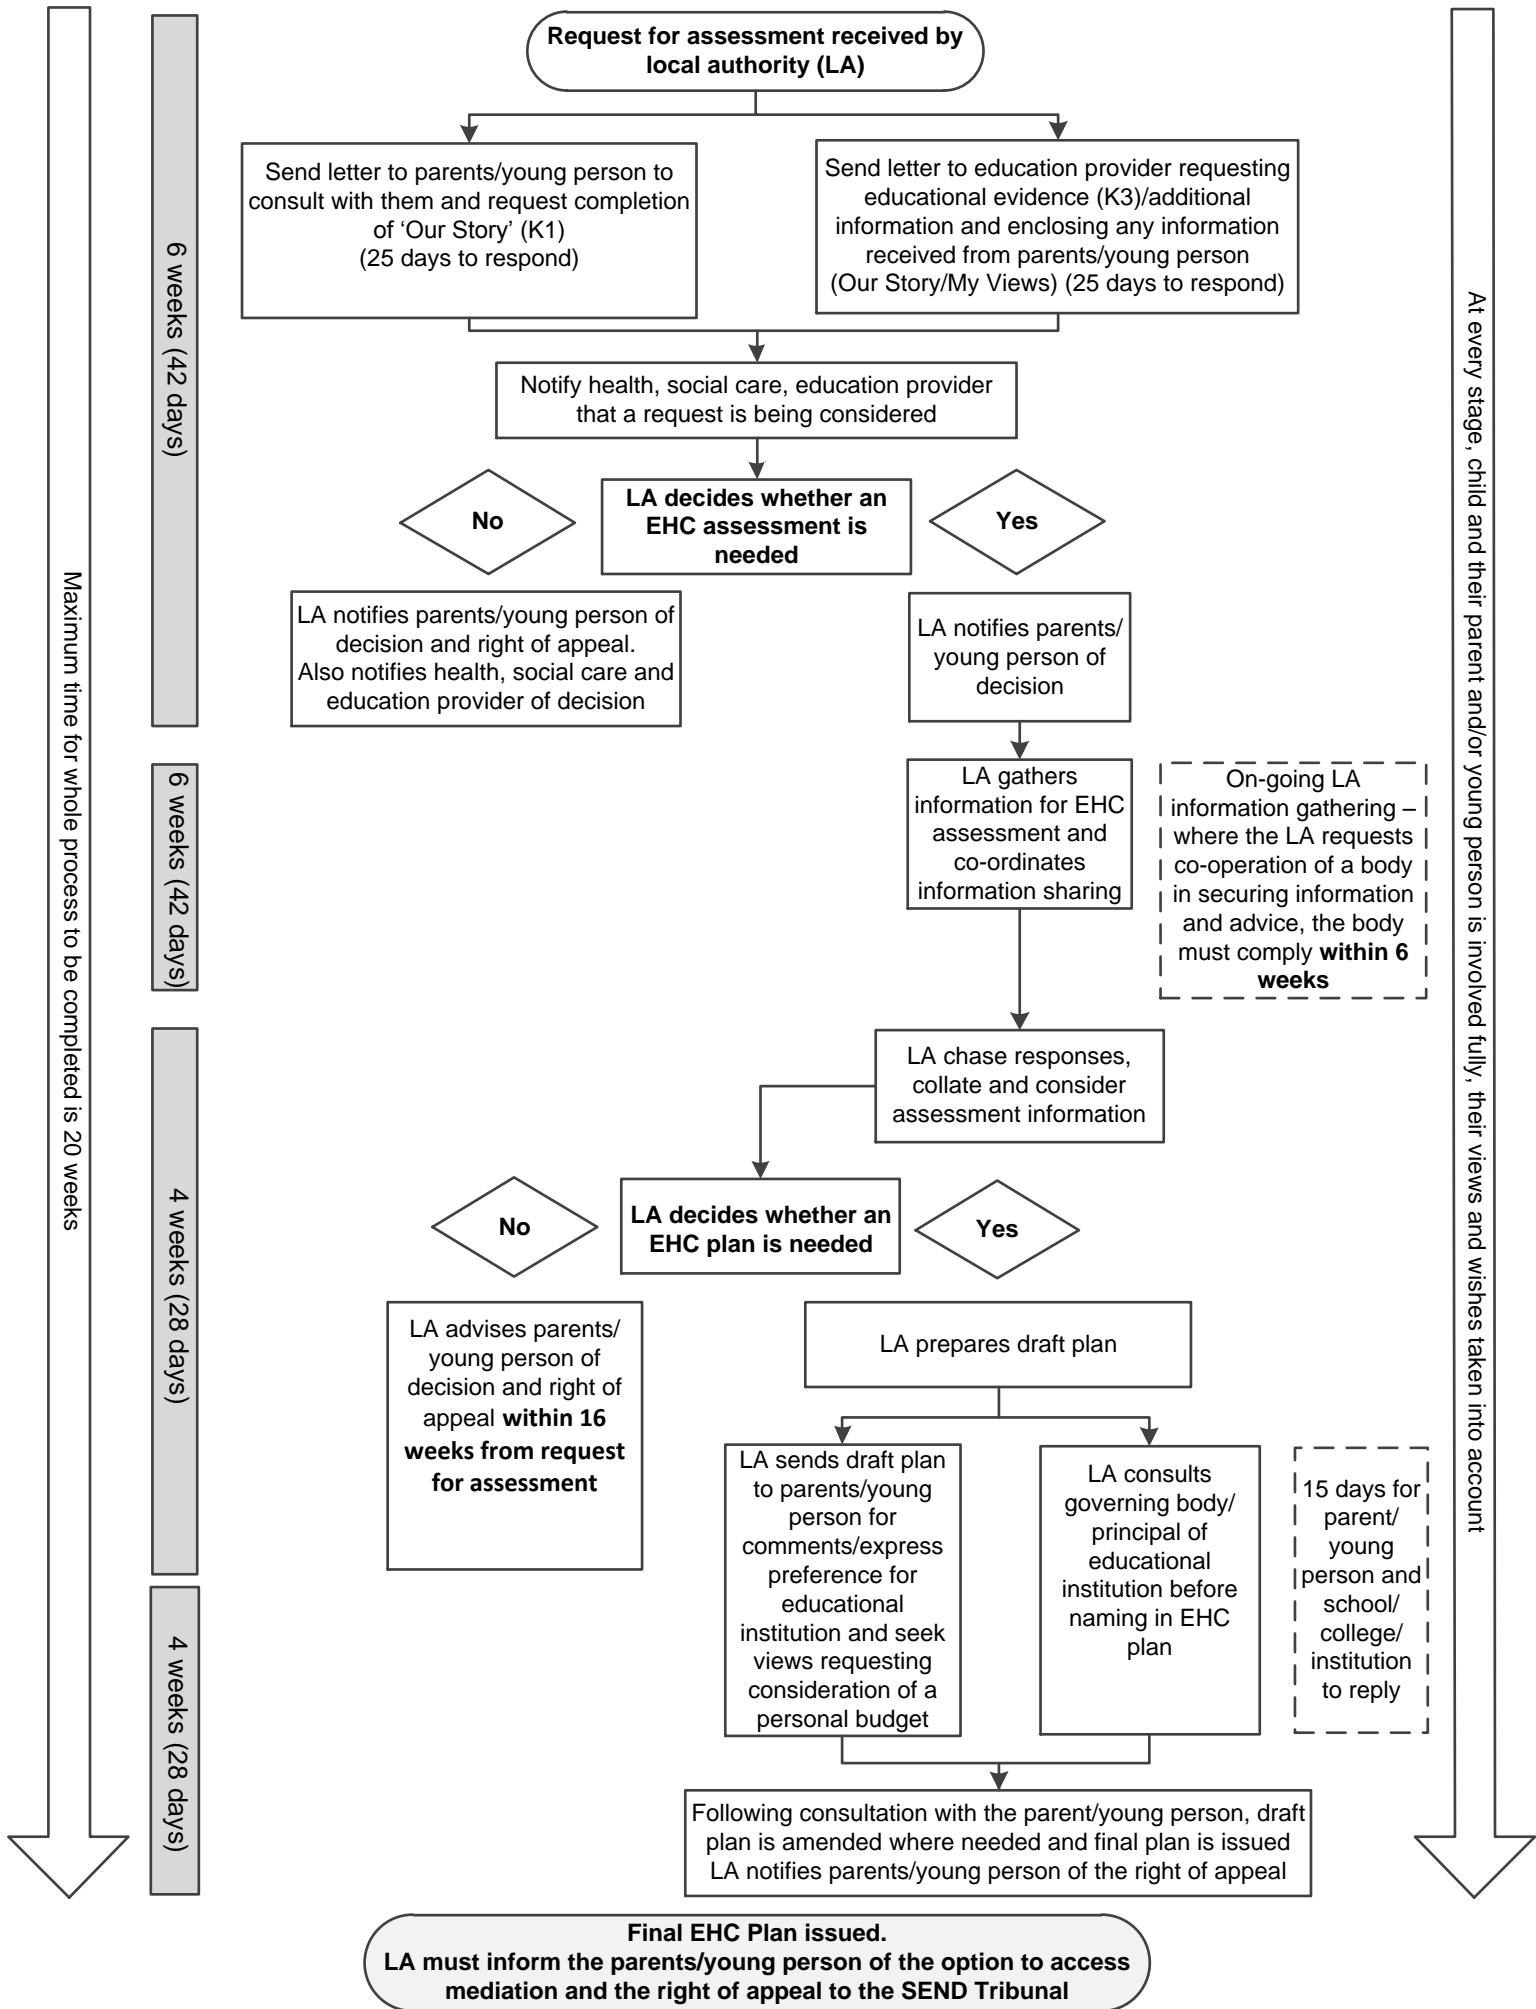 Request for assessment received by
local authority (LA)
Send letter to parents/young person to
consult with them and request completion
of ‘Our Story’ (K1)
(25 days to respond)
Send letter to education provider requesting
educational evidence (K3)/additional
information and enclosing any information
received from parents/young person
(Our Story/My Views) (25 days to respond)
6 weeks (42 days)
Notify health, social care, education provider
that a request is being considered
No
LA decides whether an
EHC assessment is
needed
Yes
LA notifies parents/young person of
decision and right of appeal.
Also notifies health, social care and
education provider of decision
LA notifies parents/
young person of
decision
6 weeks (42 days)
LA gathers
information for EHC
assessment and
co-ordinates
information sharing
On-going LA
information gathering –
where the LA requests
co-operation of a body
in securing information
and advice, the body
must comply within 6
weeks
Maximum time for whole process to be completed is 20 weeks
At every stage, child and their parent and/or young person is involved fully, their views and wishes taken into account
LA chase responses,
collate and consider
assessment information
4 weeks (28 days)
No
LA decides whether an
EHC plan is needed
Yes
LA advises parents/
young person of
decision and right of
appeal within 16
weeks from request
for assessment
LA prepares draft plan
LA sends draft plan
to parents/young
person for
comments/express
preference for
educational
institution and seek
views requesting
consideration of a
personal budget
LA consults
governing body/
principal of
educational
institution before
naming in EHC
plan
15 days for
parent/
young
person and
school/
college/
institution
to reply
4 weeks (28 days)
Following consultation with the parent/young person, draft
plan is amended where needed and final plan is issued
LA notifies parents/young person of the right of appeal
Final EHC Plan issued.
LA must inform the parents/young person of the option to access
mediation and the right of appeal to the SEND Tribunal